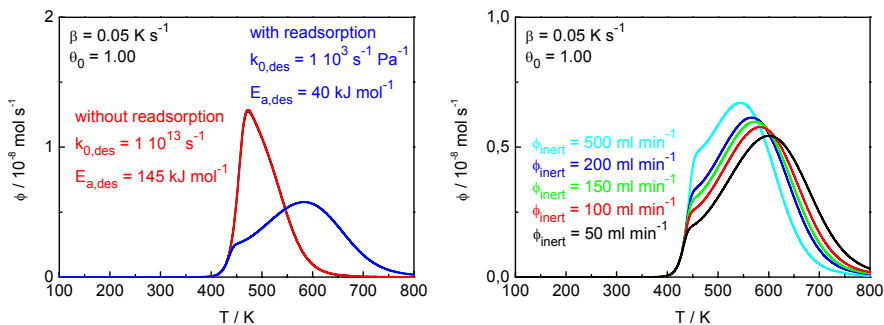 β = 0.05 K s⁻¹
θ₀ = 1.00
with readsorption
k₀,des = 1 10³ s⁻¹ Pa⁻¹
Eₐ,des = 40 kJ mol⁻¹
without readsorption
k₀,des = 1 10¹³ s⁻¹
Eₐ,des = 145 kJ mol⁻¹
ϕ / 10⁻⁸ mol s⁻¹
2
1
0
100 200 300 400 500 600 700 800
T / K
β = 0.05 K s⁻¹
θ₀ = 1.00
ϕinert = 500 ml min⁻¹
ϕinert = 200 ml min⁻¹
ϕinert = 150 ml min⁻¹
ϕinert = 100 ml min⁻¹
ϕinert = 50 ml min⁻¹
ϕ / 10⁻⁸ mol s⁻¹
1,0
0,5
0,0
100 200 300 400 500 600 700 800
T / K